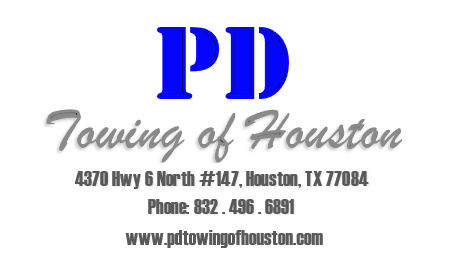 PD
Towing of Houston
4370 Hwy 6 North #147, Houston, TX 77084
Phone: 832 . 496 . 6891
www.pdtowingofhouston.com